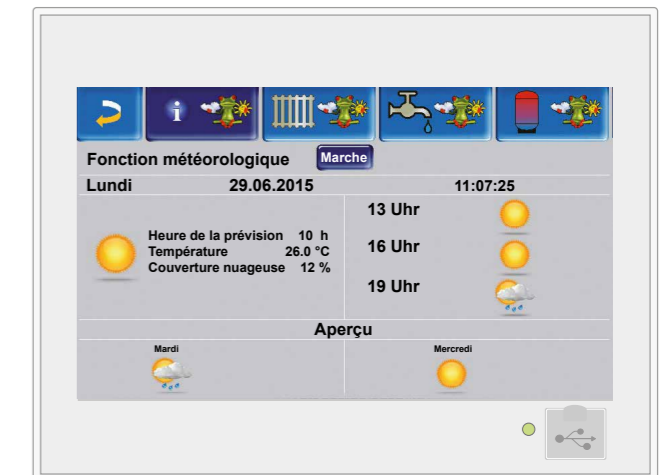 i
Fonction météorologique Marche
Lundi 29.06.2015 11:07:25
Heure de la prévision 10 h
Température 26.0 °C
Couverture nuageuse 12 %
13 Uhr
16 Uhr
19 Uhr
Aperçu
Mardi Mercredi